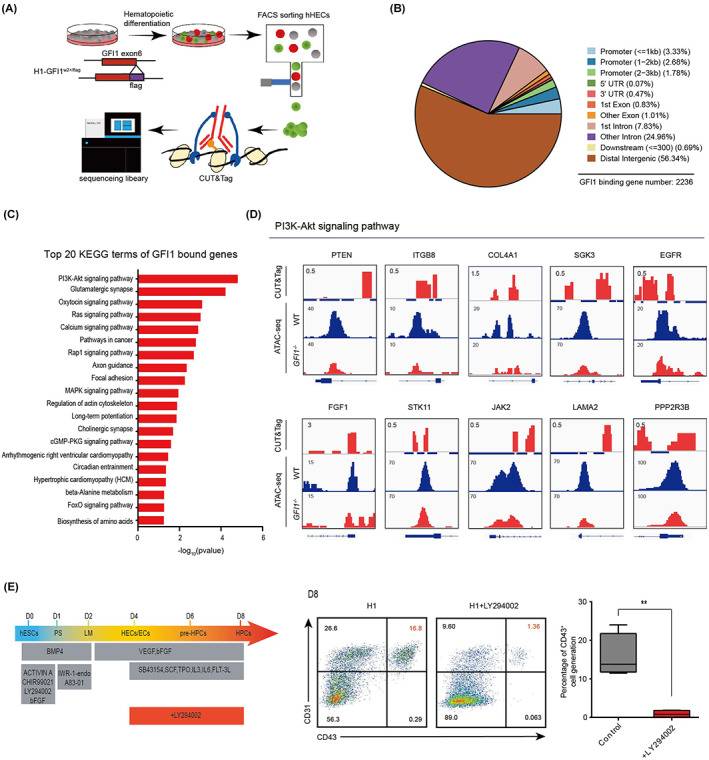 (A)
Hematopoietic
differentiation
FACS sorting hHECs
GFI1 exon6
H1-GFI1w2+/flag
flag
sequencing library
CUT&Tag
(B)
Promoter (<=1kb) (3.33%)
Promoter (1-2kb) (2.68%)
Promoter (2-3kb) (1.78%)
5' UTR (0.07%)
3' UTR (0.47%)
1st Exon (0.83%)
Other Exon (1.01%)
1st Intron (7.83%)
Other Intron (24.96%)
Downstream (<=300) (0.69%)
Distal Intergenic (56.34%)
GFI1 binding gene number: 2236
(C)
Top 20 KEGG terms of GFI1 bound genes
PI3K-Akt signaling pathway
Glutamatergic synapse
Oxytocin signaling pathway
Ras signaling pathway
Calcium signaling pathway
Pathways in cancer
Rap1 signaling pathway
Axon guidance
Focal adhesion
MAPK signaling pathway
Regulation of actin cytoskeleton
Long-term potentiation
Cholinergic synapse
cGMP-PKG signaling pathway
Arrhythmogenic right ventricular cardiomyopathy
Circadian entrainment
Hypertrophic cardiomyopathy (HCM)
beta-Alanine metabolism
FoxO signaling pathway
Biosynthesis of amino acids
0 2 4 6
-log10(pvalue)
(D)
PI3K-Akt signaling pathway
PTEN ITGB8 COL4A1 SGK3 EGFR
CUT&Tag
0.5 0.5 1.5 0.5 0.5
ATAC-seq
WT
40 10 20 70 20
GFI1-/-
40 10 20 70 20
FGF1 STK11 JAK2 LAMA2 PPP2R3B
CUT&Tag
3 0.5 0.5 0.5 0.5
ATAC-seq
WT
15 70 70 70 100
GFI1-/-
15 70 70 70 100
(E)
D0 D1 D2 D4 D6 D8
hESCs PS LM HECs/ECs pre-HPCs HPCs
BMP4 VEGF,bFGF
ACTIVIN A
CHIR99021
LY294002
bFGF
IWR-1-endo
A83-01
SB43154,SCF,TPO,IL3,IL6,FLT-3L
+LY294002
D8
H1 H1+LY294002
26.6 16.8 9.60 1.36
56.3 0.29 89.0 0.063
CD31
CD43
Percentage of CD43+
cell generation
30
20
10
0
**
Control
+LY294002